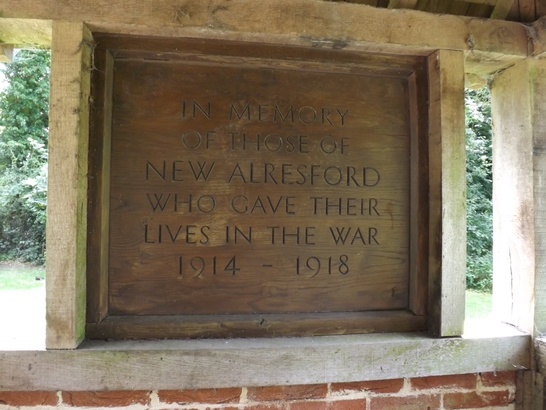 IN MEMORY
OF THOSE OF
NEW ALRESFORD
WHO GAVE THEIR
LIVES IN THE WAR
1914 - 1918